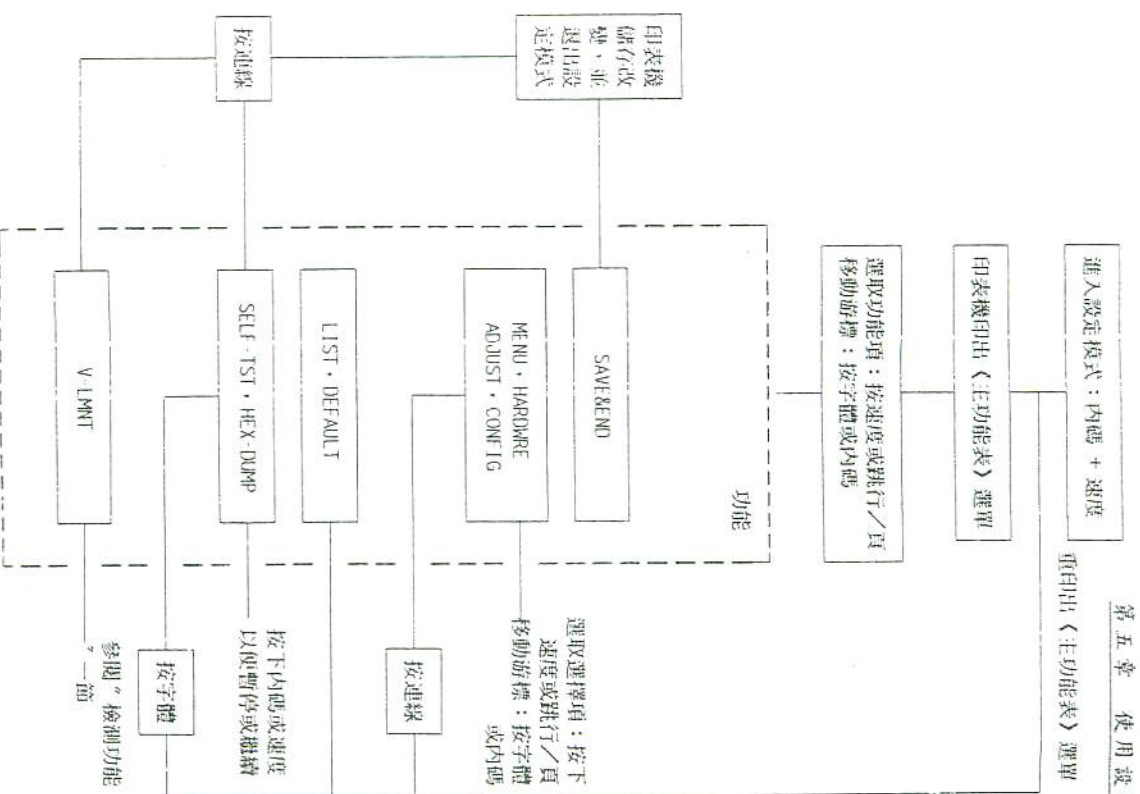 第五章 使用設
進入設定模式：内碼 + 速度
重印出《主功能表》選單
印表機印出《主功能表》選單
選取功能項：按速度或跳行／頁
移動游標：按字體或内碼
功能
印表機
儲存改
變，並
退出設
定模式
SAVE&END
選取選擇項：按下
速度或跳行／頁
移動游標：按字體
或内碼
MENU・HARDWRE
ADJUST・CONFIG
按連線
LIST・DEFAULT
按連線
SELF-TST・HEX-DUMP
按下内碼或速度
以便暫停或繼續
按字體
V-LMNT
參閱〞檢測功能
〞一節